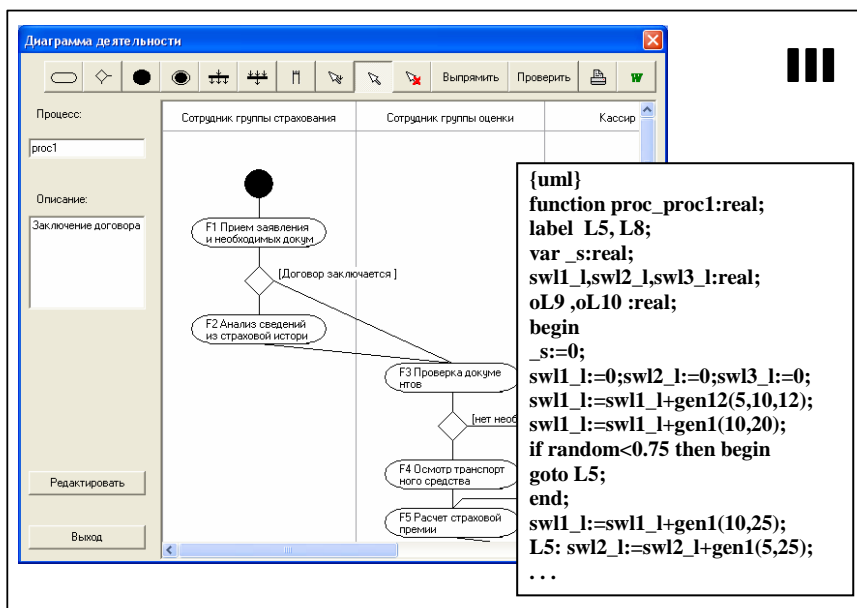 Диаграмма деятельности
III
Выпрямить Проверить W
Процесс:
proc1
Описание:
Заключение договора
Редактировать
Выход
Сотрудник группы страхования Сотрудник группы оценки Кассир
F1 Прием заявления
и необходимых докум
[Договор заключается ]
F2 Анализ сведений
из страховой истори
F3 Проверка докуме
нтов
[нет необ
F4 Осмотр транспорт
ного средства
F5 Расчет страховой
премии
{uml}
function proc_proc1:real;
label L5, L8;
var _s:real;
swl1_l,swl2_l,swl3_l:real;
oL9 ,oL10 :real;
begin
_s:=0;
swl1_l:=0;swl2_l:=0;swl3_l:=0;
swl1_l:=swl1_l+gen12(5,10,12);
swl1_l:=swl1_l+gen1(10,20);
if random<0.75 then begin
goto L5;
end;
swl1_l:=swl1_l+gen1(10,25);
L5: swl2_l:=swl2_l+gen1(5,25);
. . .